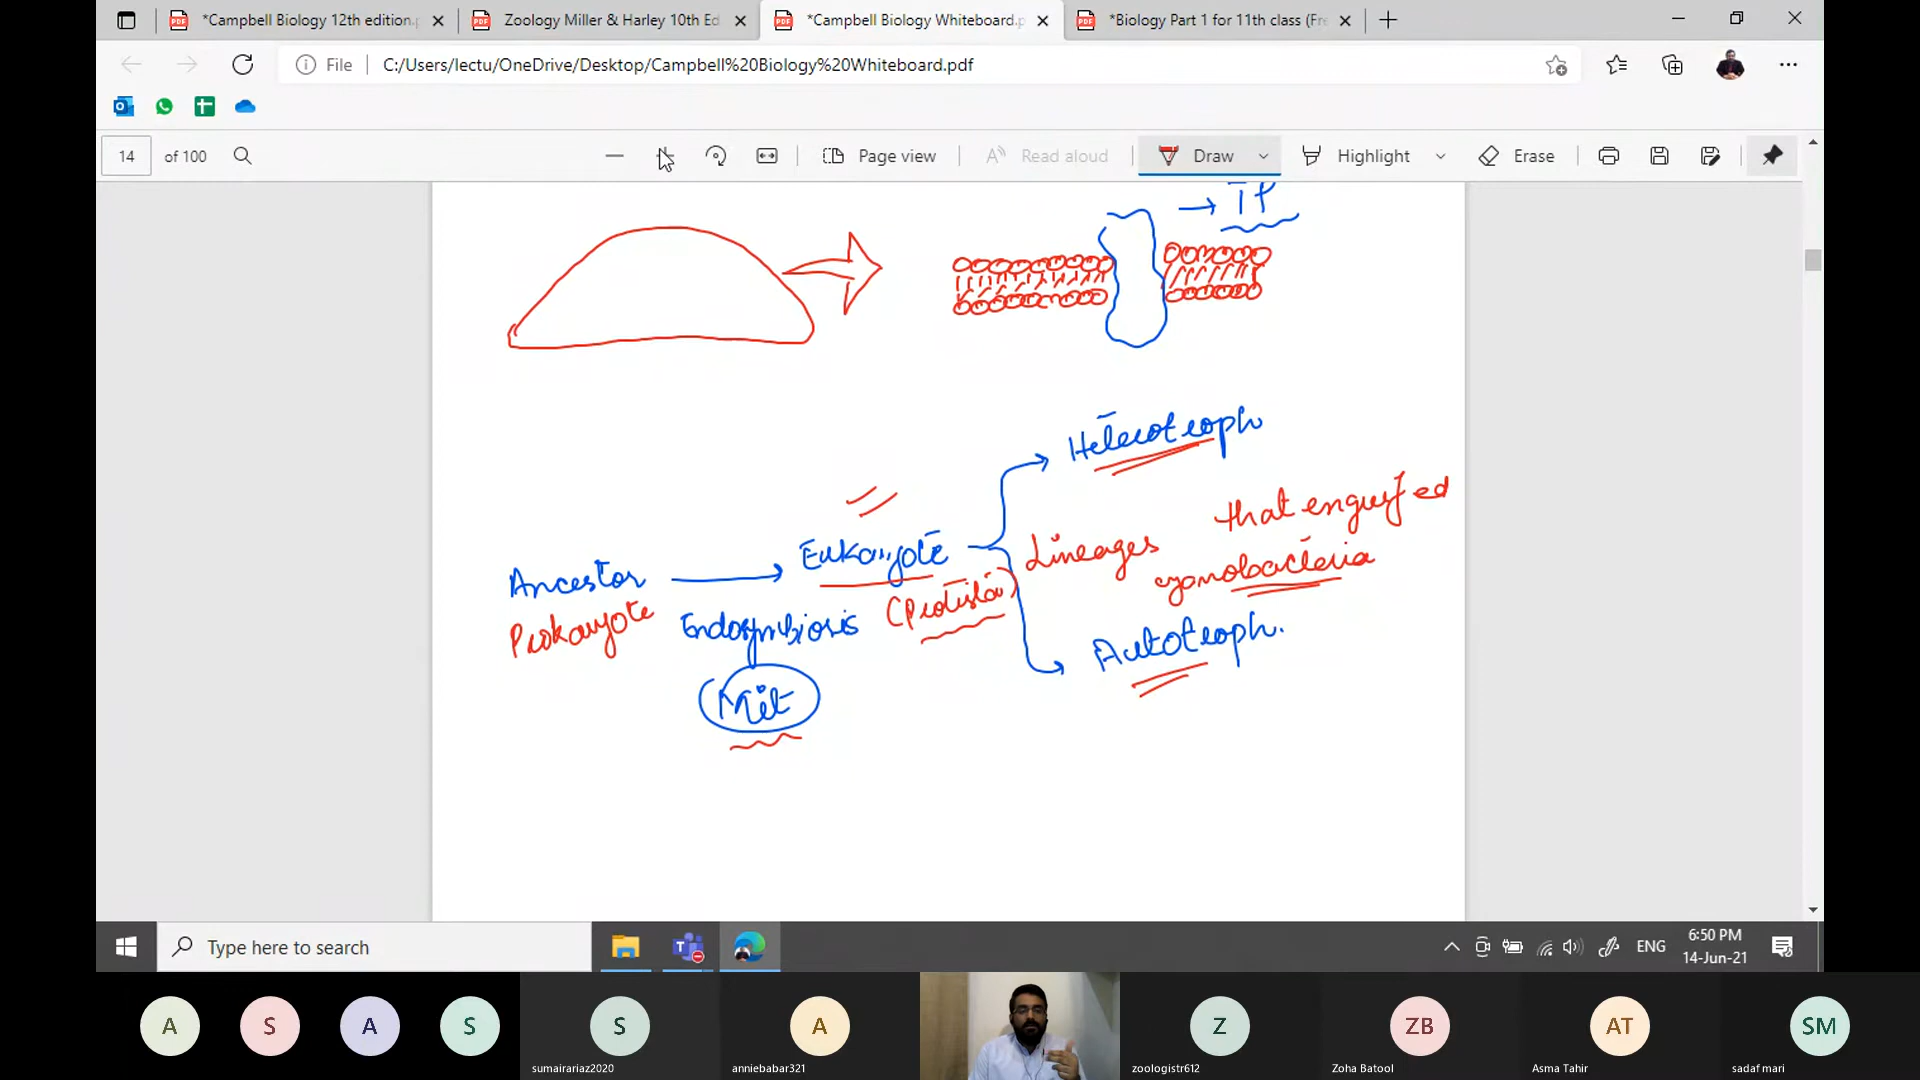 *Campbell Biology 12th edition.p
Zoology Miller & Harley 10th Ed
*Campbell Biology Whiteboard.p
*Biology Part 1 for 11th class (Fre
File
C:/Users/lectu/OneDrive/Desktop/Campbell%20Biology%20Whiteboard.pdf
14 of 100
Page view
Read aloud
Draw
Highlight
Erase
→ IP
Heterotroph
that engulfed
Eukaryote
Lineages
cyanobacteria
Ancestor
(Protista)
Prokaryote
Endosymbiosis
Autotroph.
Mit
Type here to search
ENG
6:50 PM
14-Jun-21
A
S
A
S
S
A
Z
ZB
AT
SM
sumairariaz2020
anniebabar321
zoologistr612
Zoha Batool
Asma Tahir
sadaf mari